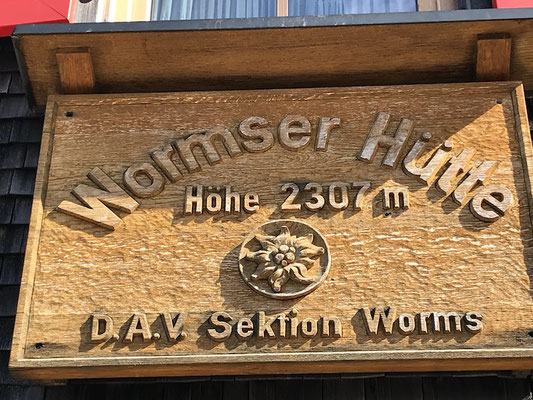 Wormser Hütte
Höhe 2307 m
D.A.V. Sektion Worms